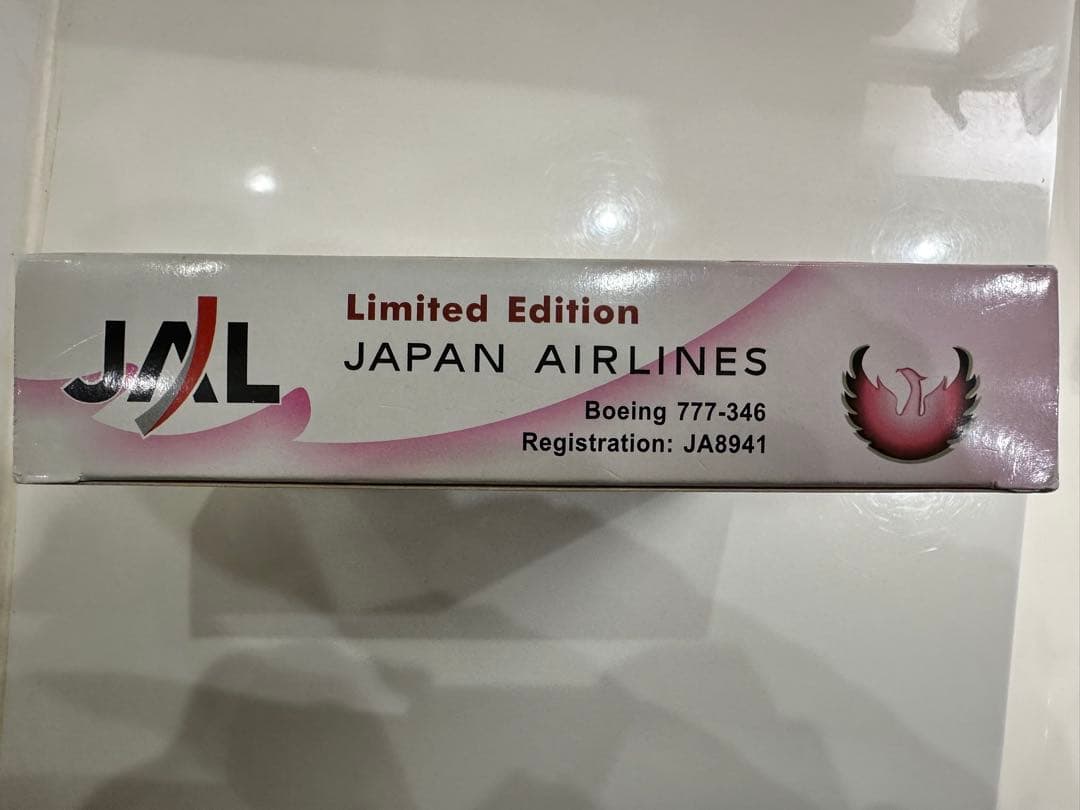 JAL
Limited Edition
JAPAN AIRLINES
Boeing 777-346
Registration: JA8941